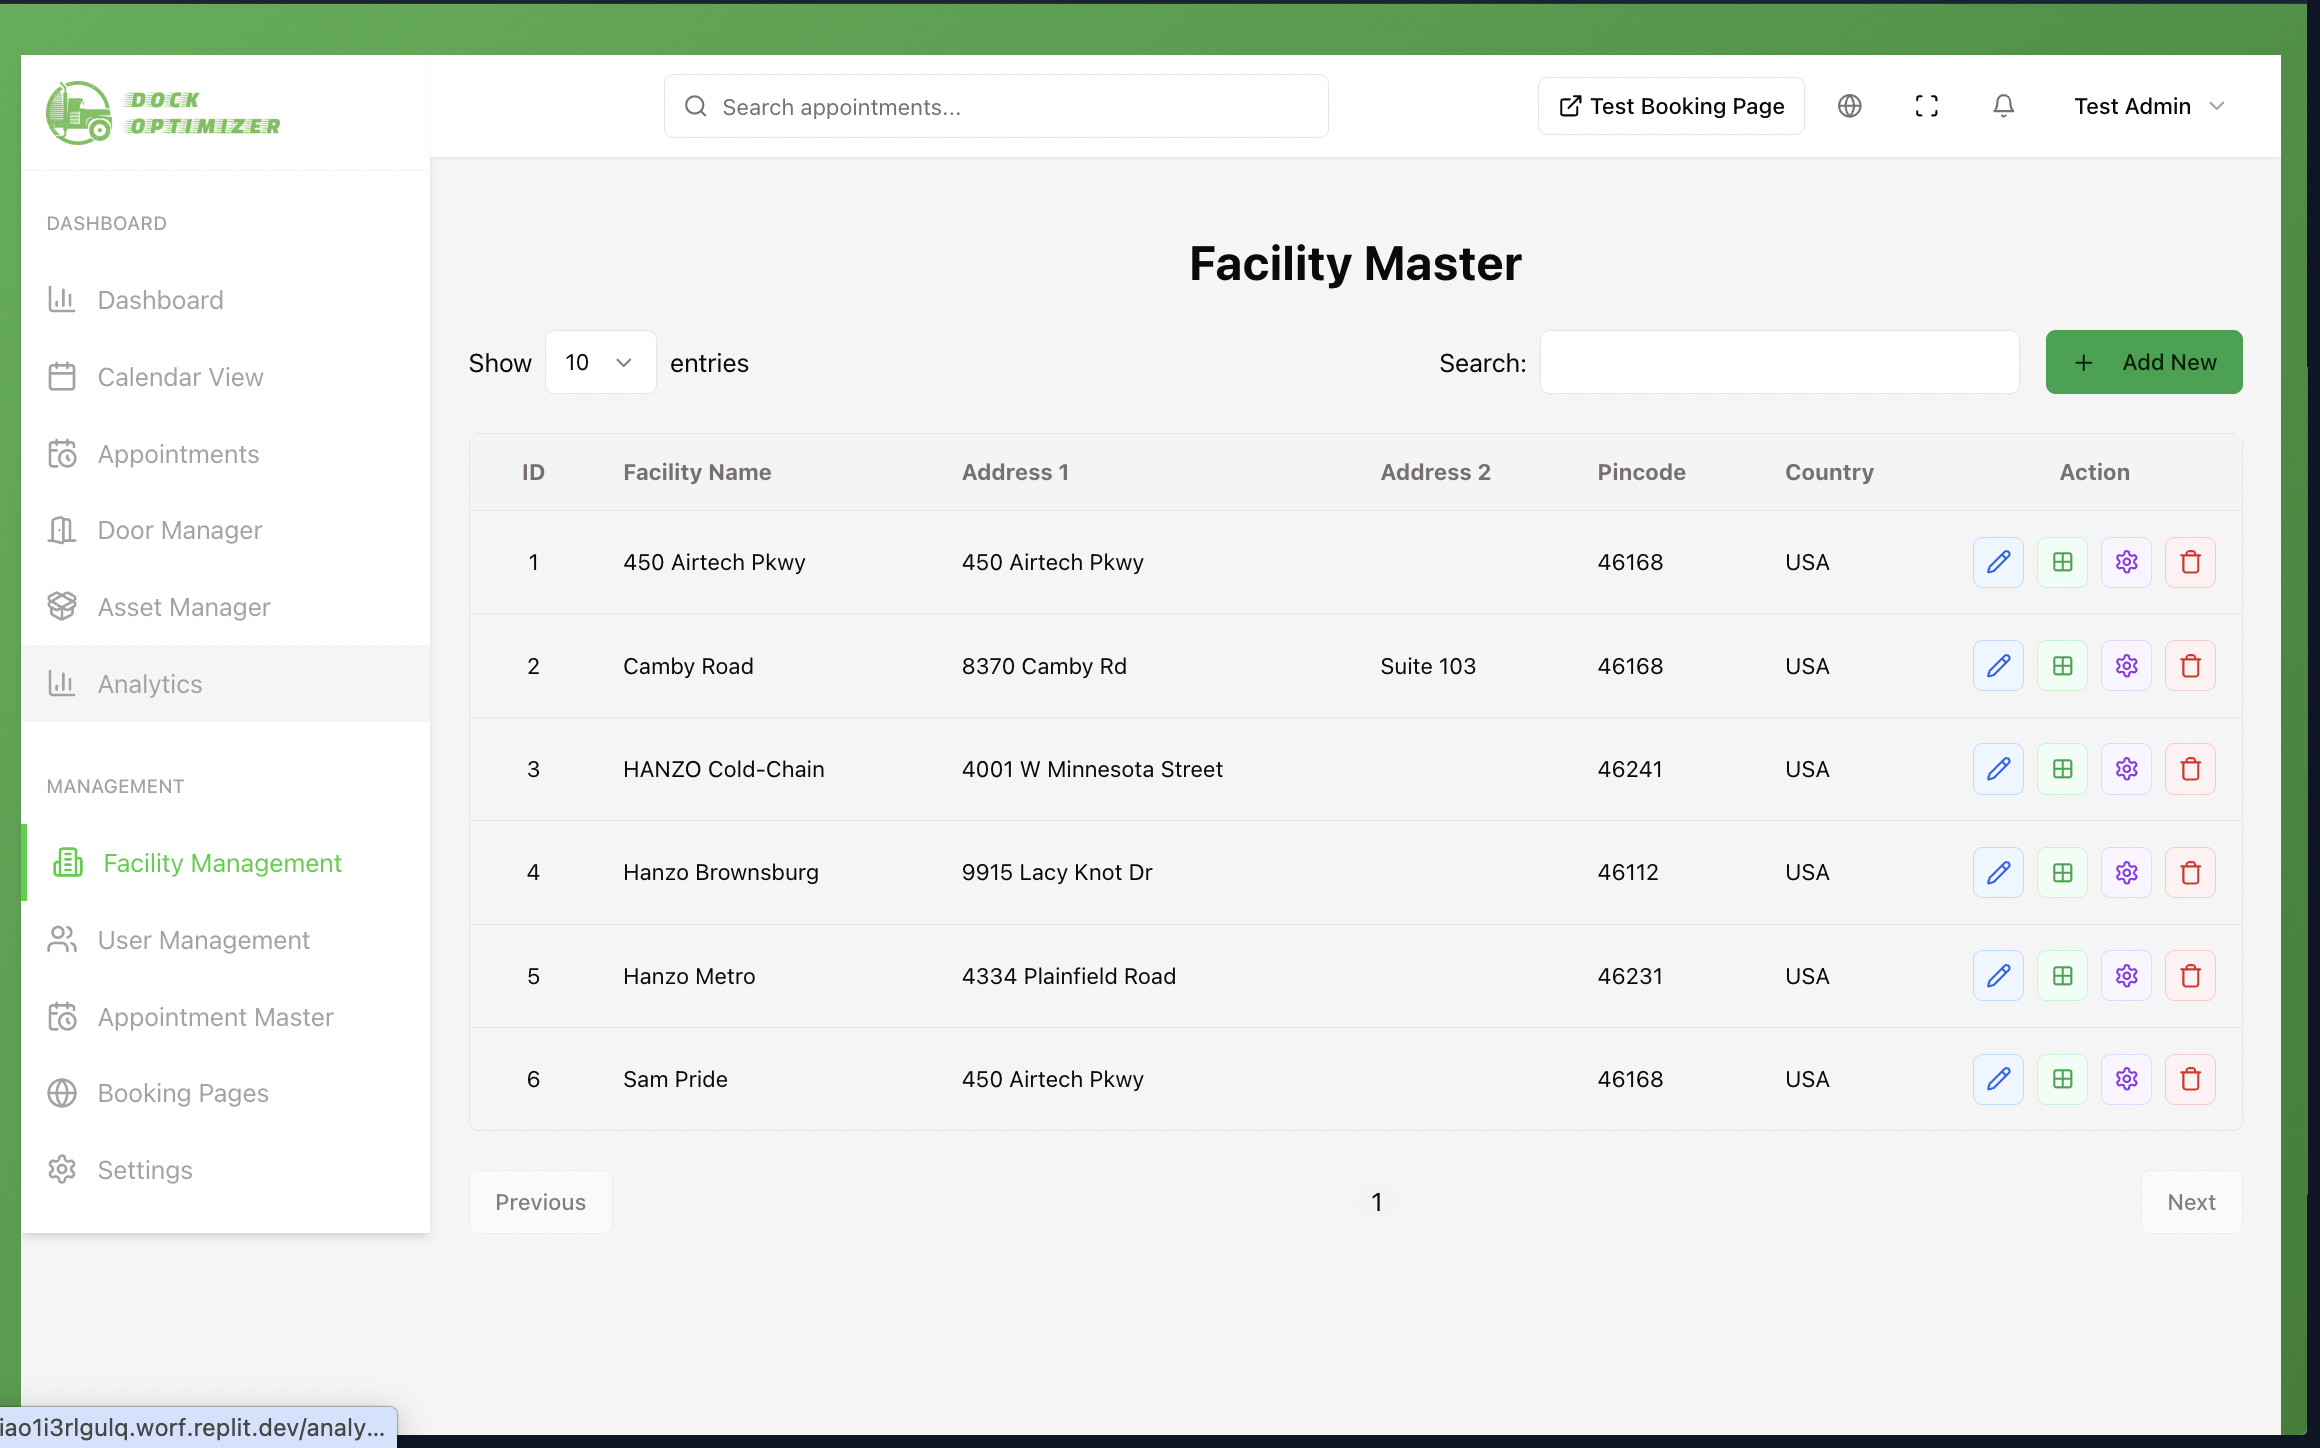 DOCK
OPTIMIZER
Search appointments...
Test Booking Page
Test Admin
DASHBOARD
Dashboard
Calendar View
Appointments
Door Manager
Asset Manager
Analytics
MANAGEMENT
Facility Management
User Management
Appointment Master
Booking Pages
Settings
Facility Master
Show 10 entries
Search:
+ Add New
ID Facility Name Address 1 Address 2 Pincode Country Action
1 450 Airtech Pkwy 450 Airtech Pkwy 46168 USA
2 Camby Road 8370 Camby Rd Suite 103 46168 USA
3 HANZO Cold-Chain 4001 W Minnesota Street 46241 USA
4 Hanzo Brownsburg 9915 Lacy Knot Dr 46112 USA
5 Hanzo Metro 4334 Plainfield Road 46231 USA
6 Sam Pride 450 Airtech Pkwy 46168 USA
Previous 1 Next
iao1i3rlgulq.worf.replit.dev/analy...